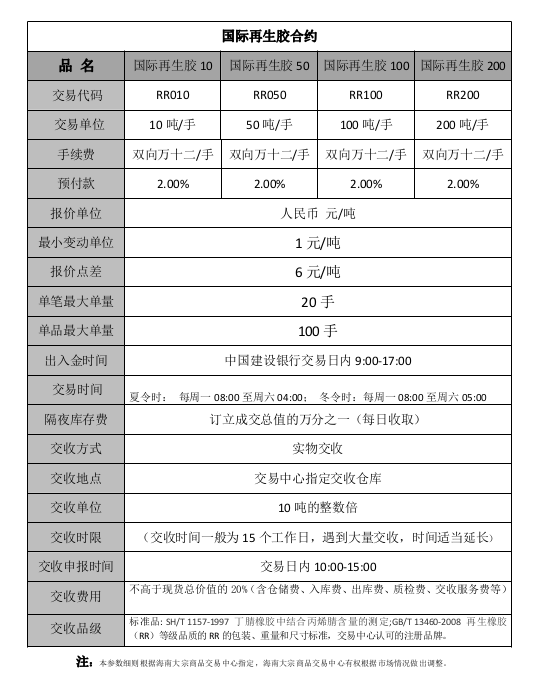 国际再生胶合约
品 名 国际再生胶 10 国际再生胶 50 国际再生胶 100 国际再生胶 200
交易代码 RR010 RR050 RR100 RR200
交易单位 10 吨/手 50 吨/手 100 吨/手 200 吨/手
手续费 双向万十二/手 双向万十二/手 双向万十二/手 双向万十二/手
预付款 2.00% 2.00% 2.00% 2.00%
报价单位 人民币 元/吨
最小变动单位 1 元/吨
报价点差 6 元/吨
单笔最大单量 20 手
单品最大单量 100 手
出入金时间 中国建设银行交易日内 9:00-17:00
交易时间 夏令时： 每周一 08:00 至周六 04:00； 冬令时：每周一 08:00 至周六 05:00
隔夜库存费 订立成交总值的万分之一（每日收取）
交收方式 实物交收
交收地点 交易中心指定交收仓库
交收单位 10 吨的整数倍
交收时限 （交收时间一般为 15 个工作日，遇到大量交收，时间适当延长）
交收申报时间 交易日内 10:00-15:00
交收费用 不高于现货总价值的 20%（含仓储费、入库费、出库费、质检费、交收服务费等）
交收品级 标准品: SH/T 1157-1997 丁腈橡胶中结合丙烯腈含量的测定;GB/T 13460-2008 再生橡胶
（RR）等级品质的 RR 的包装、重量和尺寸标准，交易中心认可的注册品牌。
注：本参数细则根据海南大宗商品交易中心指定，海南大宗商品交易中心有权根据市场情况做出调整。